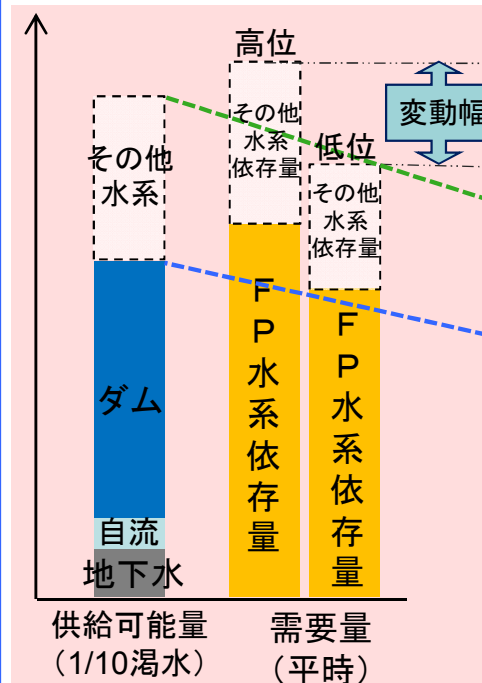 高位
変動幅
その他
水系
依存量
低位
その他
水系
その他
水系
依存量
FP水系依存量
FP水系依存量
ダム
自流
地下水
供給可能量
(1/10渇水)
需要量
(平時)